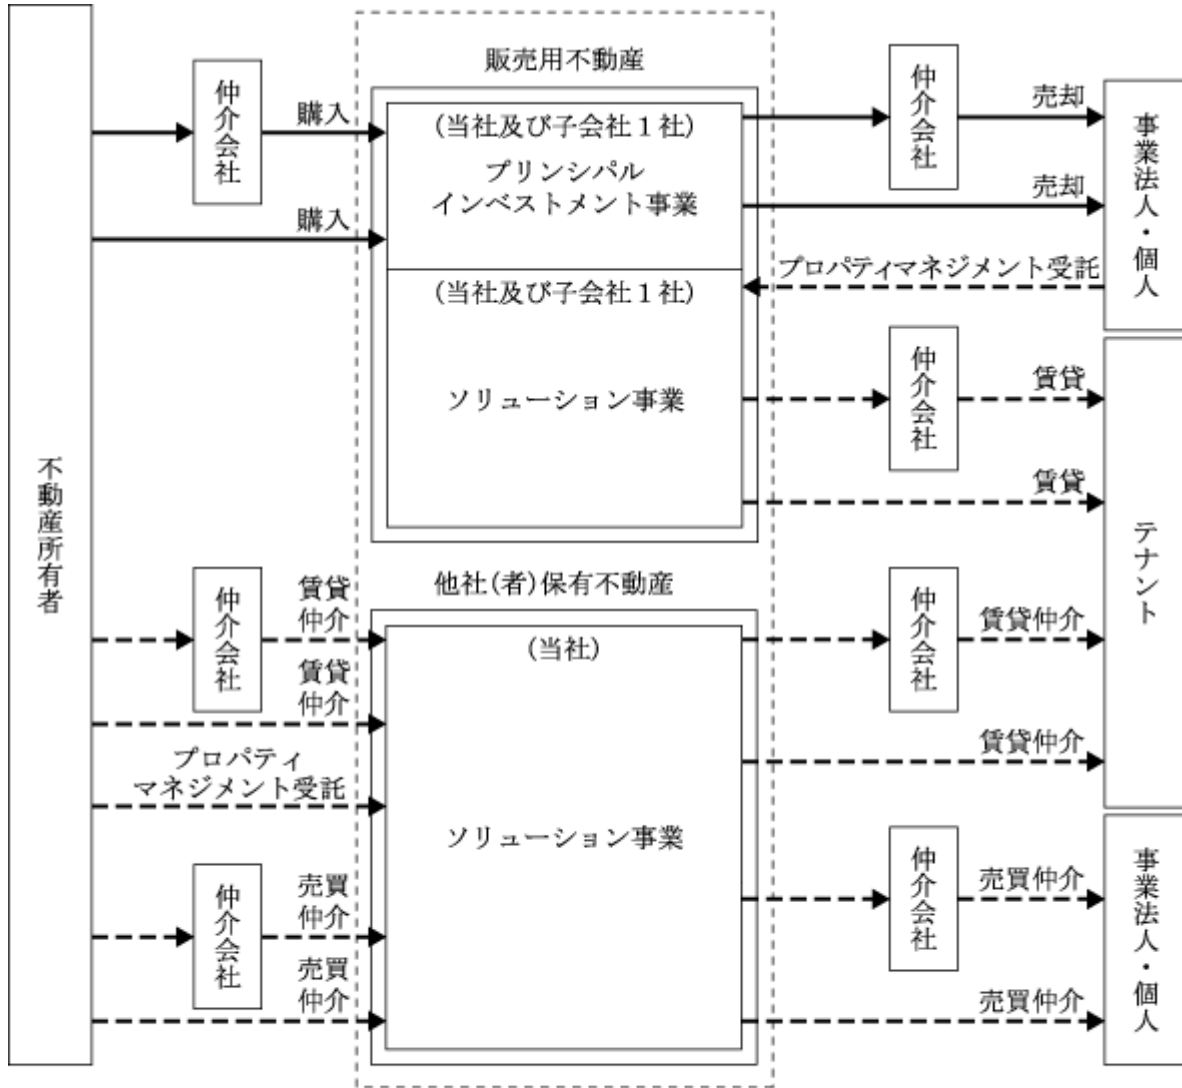 不動産所有者
販売用不動産
仲介会社
購入
購入
(当社及び子会社1社)
プリンシパル
インベストメント事業
仲介会社
売却
売却
事業法人・個人
プロパティマネジメント受託
(当社及び子会社1社)
ソリューション事業
仲介会社
賃貸
賃貸
テナント
他社(者)保有不動産
仲介会社
賃貸
仲介
賃貸
仲介
プロパティ
マネジメント受託
仲介会社
売買
仲介
売買
仲介
(当社)
ソリューション事業
仲介会社
賃貸仲介
賃貸仲介
仲介会社
売買仲介
売買仲介
事業法人・個人